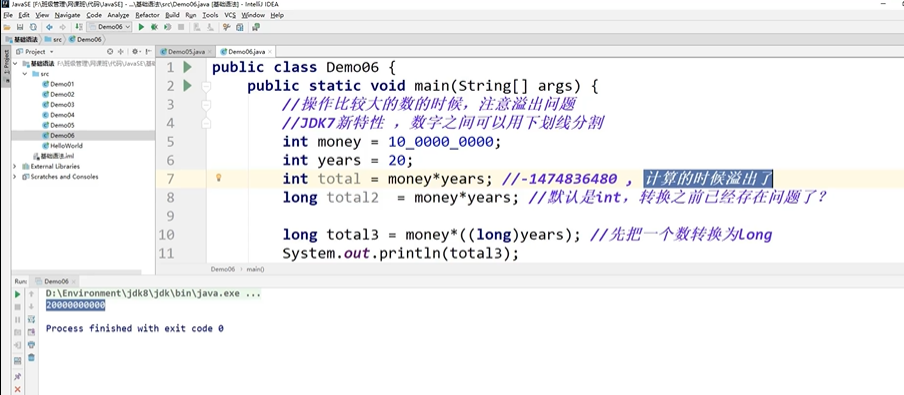 JavaSE [F:\班级管理\网课班\代码\JavaSE] - ...\基础语法\src\Demo06.java [基础语法] - IntelliJ IDEA
File Edit View Navigate Code Analyze Refactor Build Run Tools VCS Window Help
Demo06
基础语法 src Demo06
Project
Demo05.java Demo06.java
1: Project
基础语法 F:\班级管理\网课班\代码\JavaSE\基础
src
Demo01
Demo02
Demo03
Demo04
Demo05
Demo06
HelloWorld
基础语法.iml
External Libraries
Scratches and Consoles
1 public class Demo06 {
2 public static void main(String[] args) {
3 //操作比较大的数的时候，注意溢出问题
4 //JDK7新特性 ，数字之间可以用下划线分割
5 int money = 10_0000_0000;
6 int years = 20;
7 int total = money*years; //-1474836480 , 计算的时候溢出了
8 long total2  = money*years; //默认是int，转换之前已经存在问题了？
9
10 long total3 = money*((long)years); //先把一个数转换为Long
11 System.out.println(total3);
Demo06 › main()
Run: Demo06
D:\Environment\jdk8\jdk\bin\java.exe ...
20000000000
Process finished with exit code 0